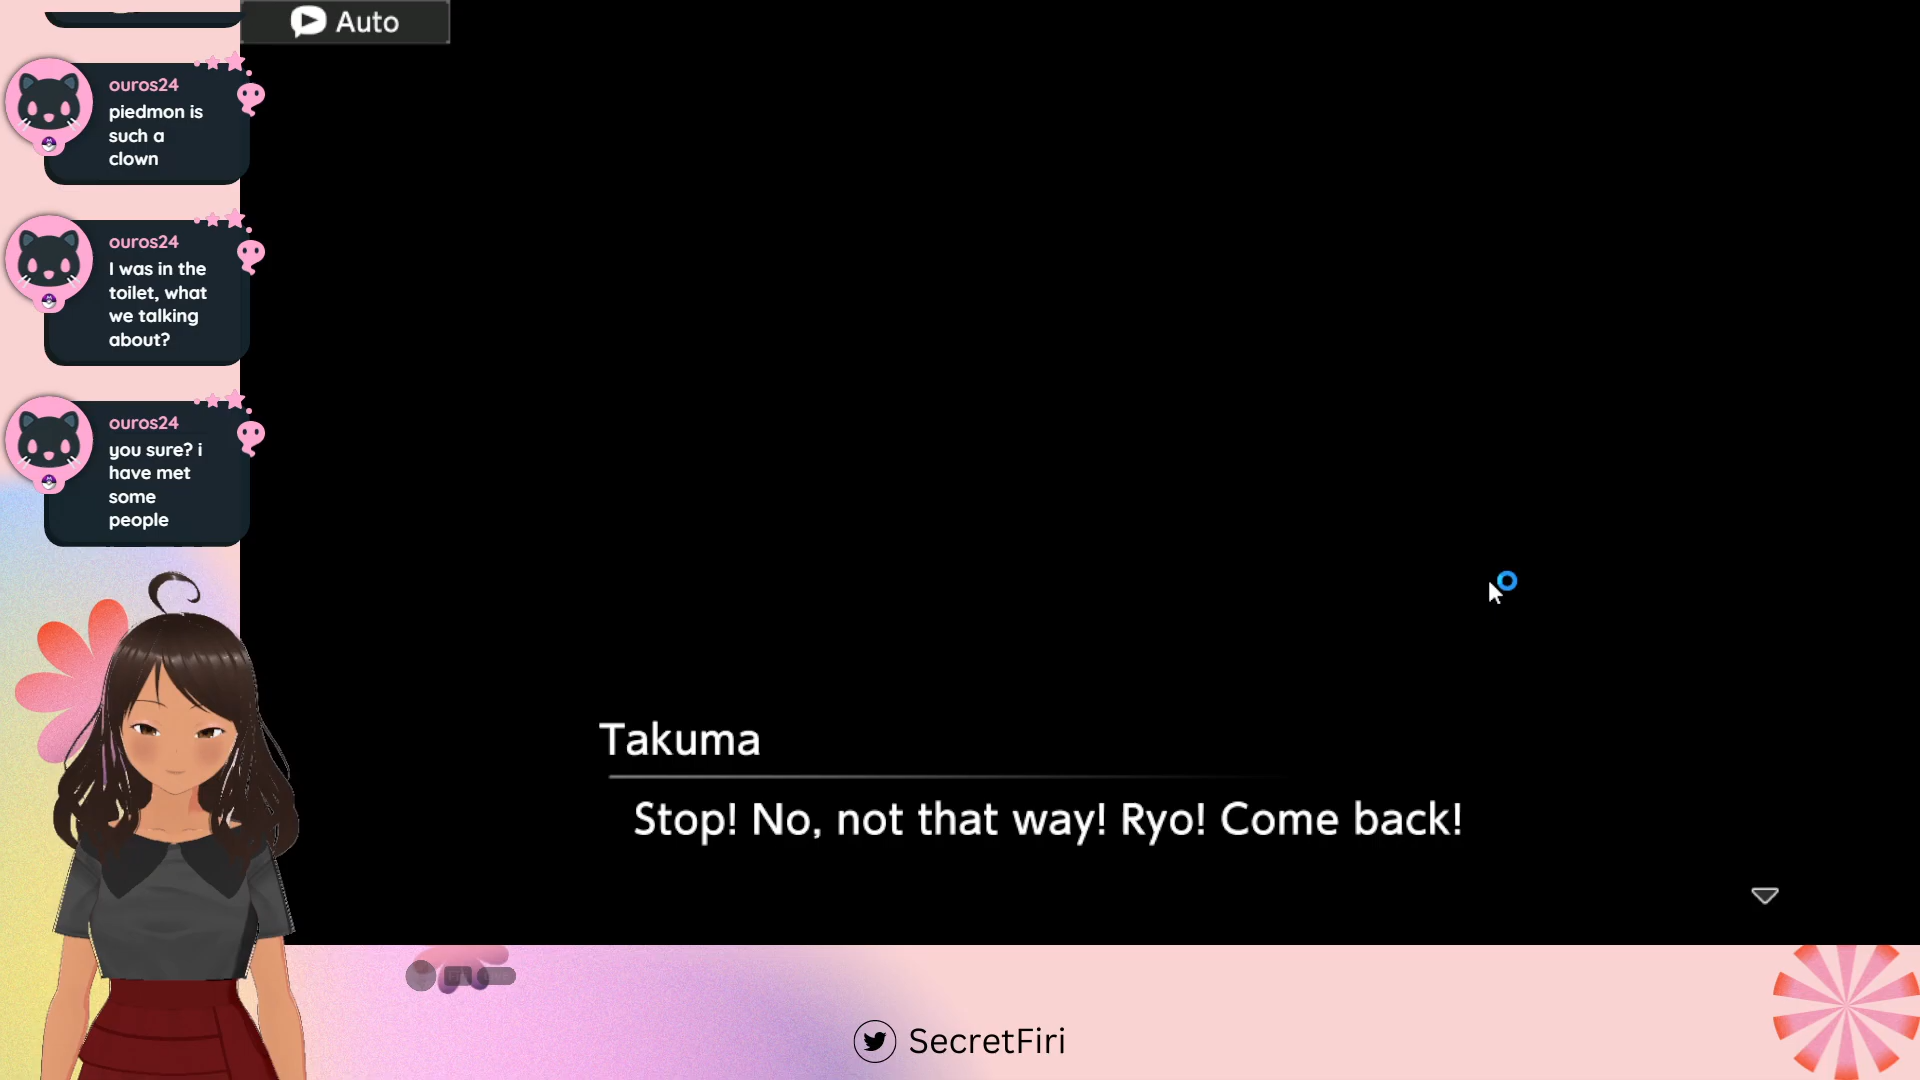 Auto
ouros24
piedmon is
such a
clown
ouros24
I was in the
toilet, what
we talking
about?
ouros24
you sure? i
have met
some
people
Takuma
Stop! No, not that way! Ryo! Come back!
SecretFiri